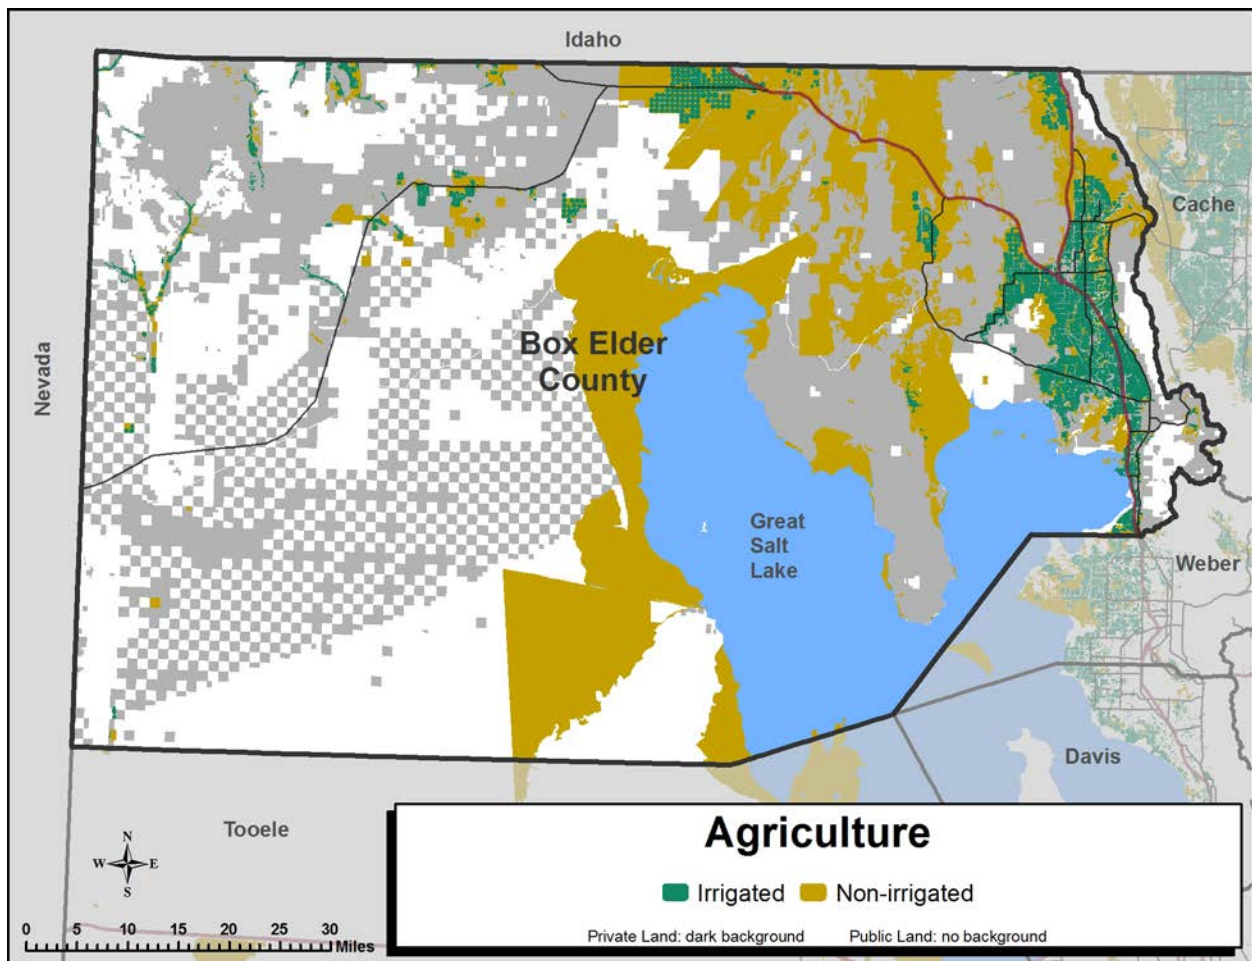 Idaho
Cache
Nevada
Box Elder
County
Great
Salt
Lake
Weber
Davis
Tooele
N
W E
S
0 5 10 15 20 25 30
Miles
Agriculture
Irrigated Non-irrigated
Private Land: dark background Public Land: no background